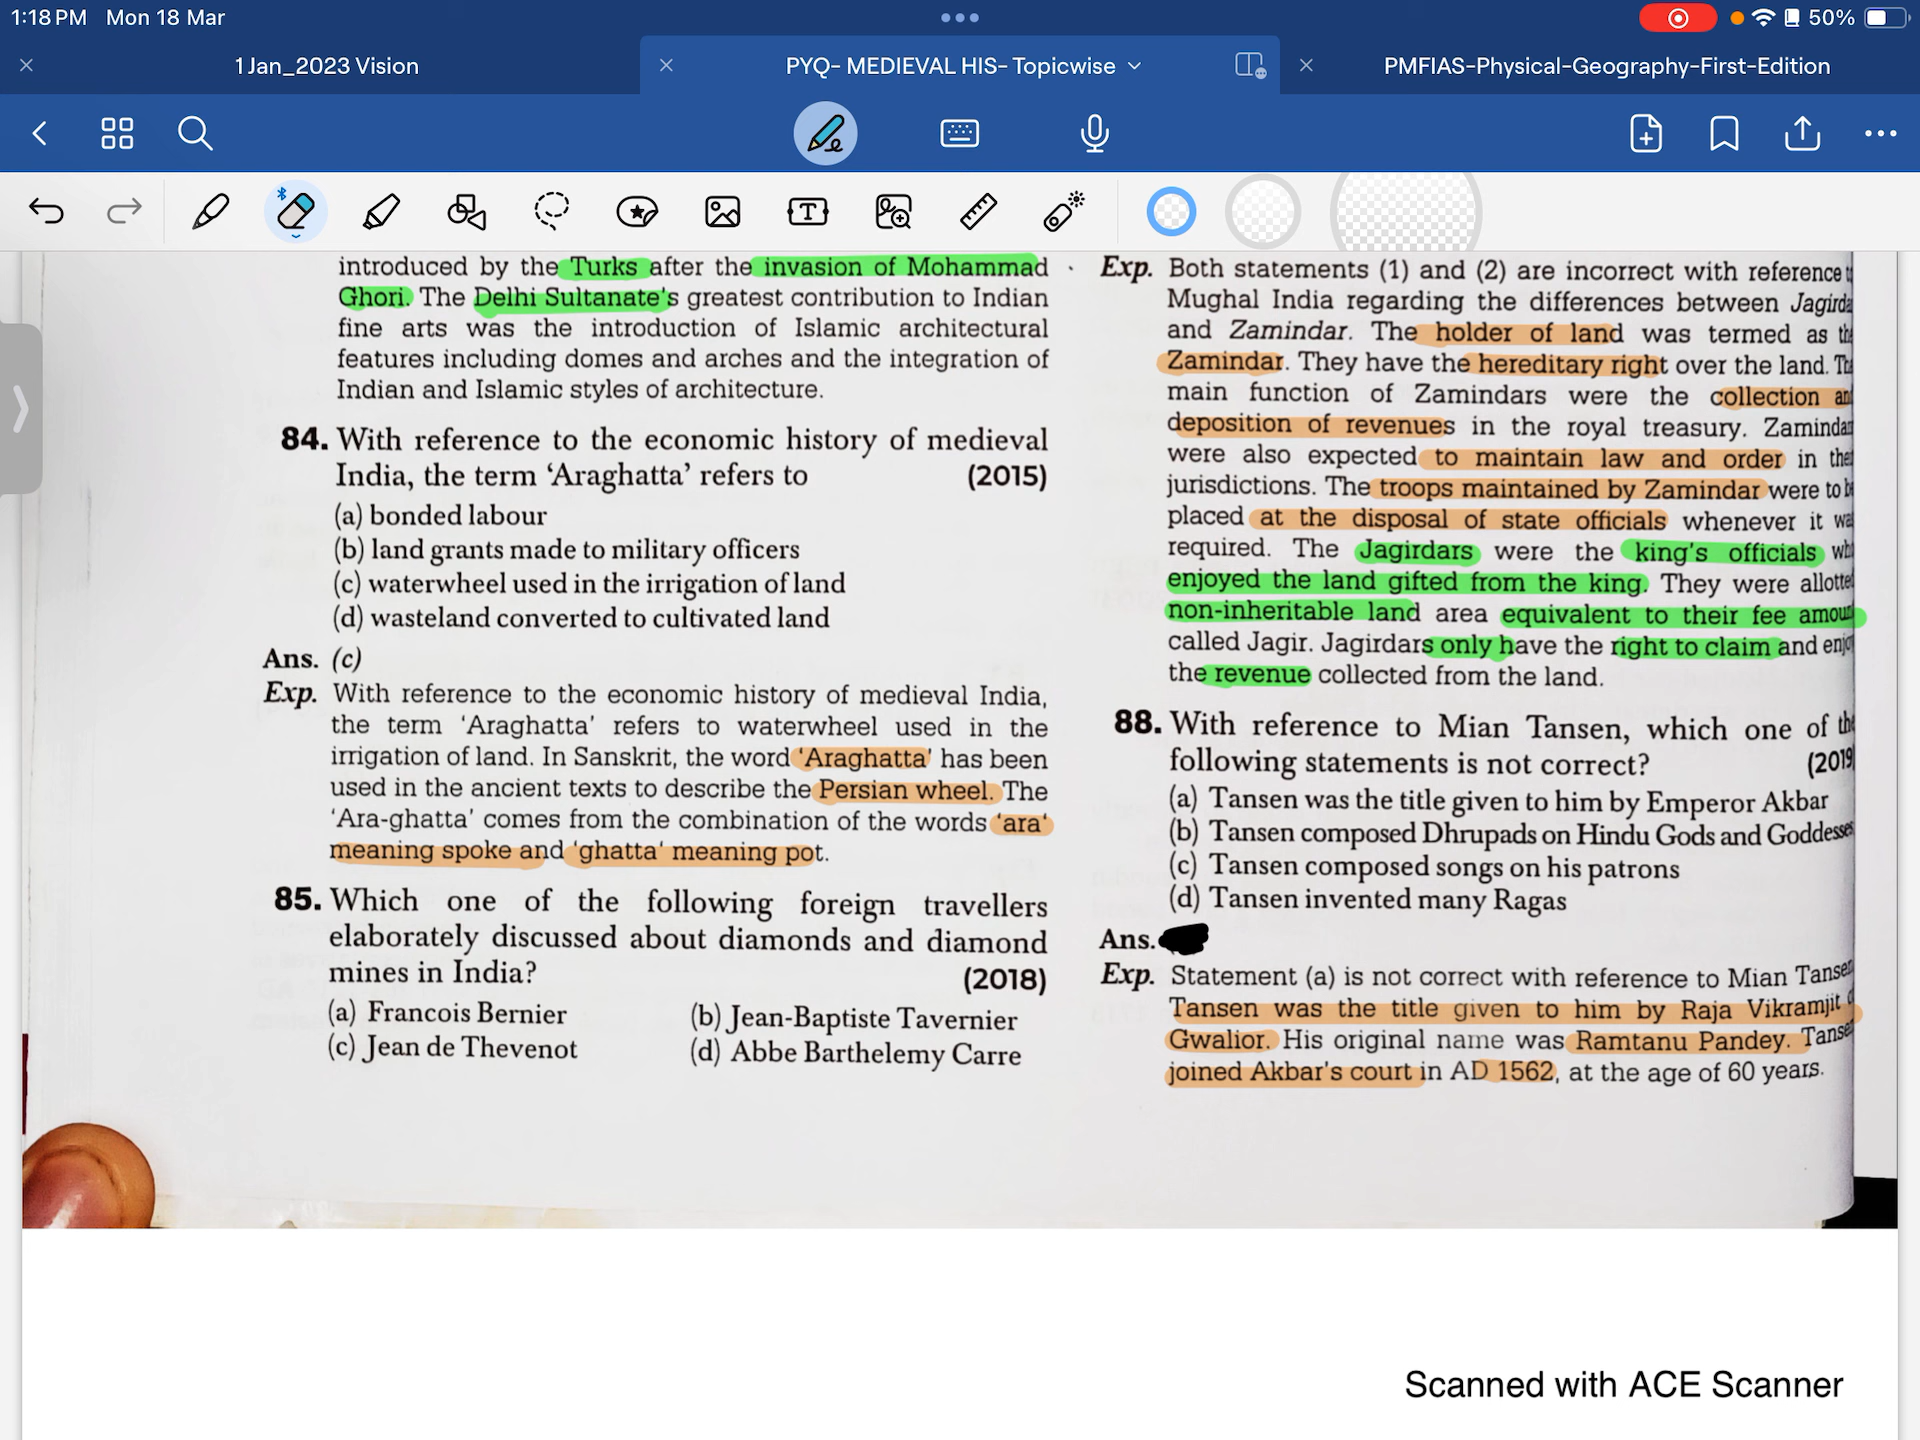 1:18 PM Mon 18 Mar
50%
1Jan_2023 Vision
PYQ- MEDIEVAL HIS- Topicwise
PMFIAS-Physical-Geography-First-Edition
introduced by the Turks after the invasion of Mohammad
Ghori. The Delhi Sultanate's greatest contribution to Indian
fine arts was the introduction of Islamic architectural
features including domes and arches and the integration of
Indian and Islamic styles of architecture.
84. With reference to the economic history of medieval
India, the term ‘Araghatta’ refers to (2015)
(a) bonded labour
(b) land grants made to military officers
(c) waterwheel used in the irrigation of land
(d) wasteland converted to cultivated land
Ans. (c)
Exp. With reference to the economic history of medieval India,
the term ‘Araghatta’ refers to waterwheel used in the
irrigation of land. In Sanskrit, the word ‘Araghatta’ has been
used in the ancient texts to describe the Persian wheel. The
‘Ara-ghatta’ comes from the combination of the words ‘ara‘
meaning spoke and ‘ghatta‘ meaning pot.
85. Which one of the following foreign travellers
elaborately discussed about diamonds and diamond
mines in India? (2018)
(a) Francois Bernier (b) Jean-Baptiste Tavernier
(c) Jean de Thevenot (d) Abbe Barthelemy Carre
Exp. Both statements (1) and (2) are incorrect with reference
Mughal India regarding the differences between
and Zamindar. The holder of land was termed as
Zamindar. They have the hereditary right over the land.
main function of Zamindars were the collection
deposition of revenues in the royal treasury.
were also expected to maintain law and order in
jurisdictions. The troops maintained by Zamindar were to
placed at the disposal of state officials whenever it
required. The Jagirdars were the king's officials
enjoyed the land gifted from the king. They were
non-inheritable land area equivalent to their fee
called Jagir. Jagirdars only have the right to claim and
the revenue collected from the land.
88. With reference to Mian Tansen, which one of
following statements is not correct? (2019
(a) Tansen was the title given to him by Emperor Akbar
(b) Tansen composed Dhrupads on Hindu Gods and Goddesses
(c) Tansen composed songs on his patrons
(d) Tansen invented many Ragas
Ans.
Exp. Statement (a) is not correct with reference to Mian
Tansen was the title given to him by Raja Vikramjit
Gwalior. His original name was Ramtanu Pandey.
joined Akbar's court in AD 1562, at the age of 60 years.
Scanned with ACE Scanner